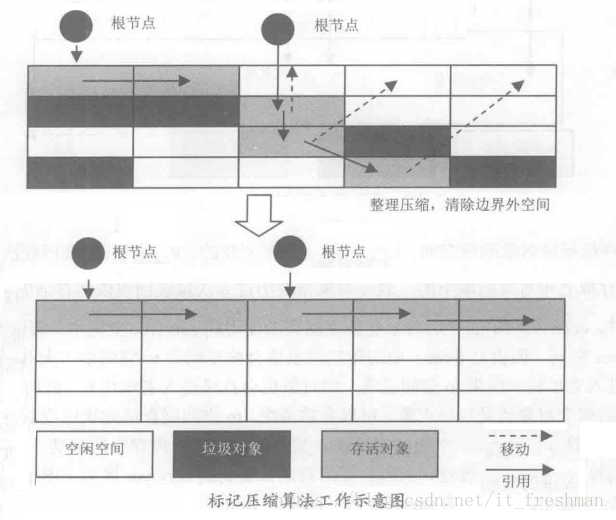 根节点
根节点
整理压缩，清除边界外空间
根节点
根节点
空闲空间
垃圾对象
存活对象
移动
引用
标记压缩算法工作示意图
csdn.net/it_freshman